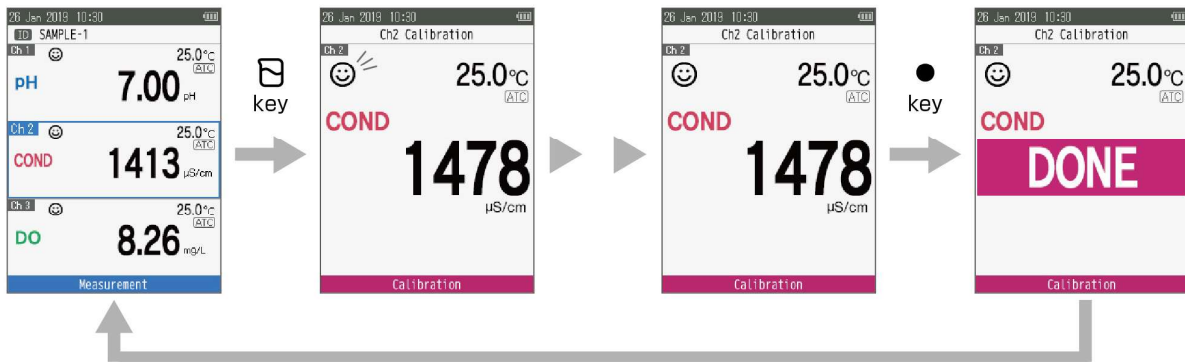 26 Jan 2019 10:30
ID SAMPLE-1
Ch 1
25.0°C
ATC
pH
7.00 pH
Ch 2
25.0°C
ATC
COND
1413 µS/cm
Ch 3
25.0°C
ATC
DO
8.26 mg/L
Measurement
key
26 Jan 2019 10:30
Ch2 Calibration
Ch 2
25.0°C
ATC
COND
1478
µS/cm
Calibration
26 Jan 2019 10:30
Ch2 Calibration
Ch 2
25.0°C
ATC
COND
1478
µS/cm
Calibration
key
26 Jan 2019 10:30
Ch2 Calibration
Ch 2
25.0°C
ATC
COND
DONE
Calibration